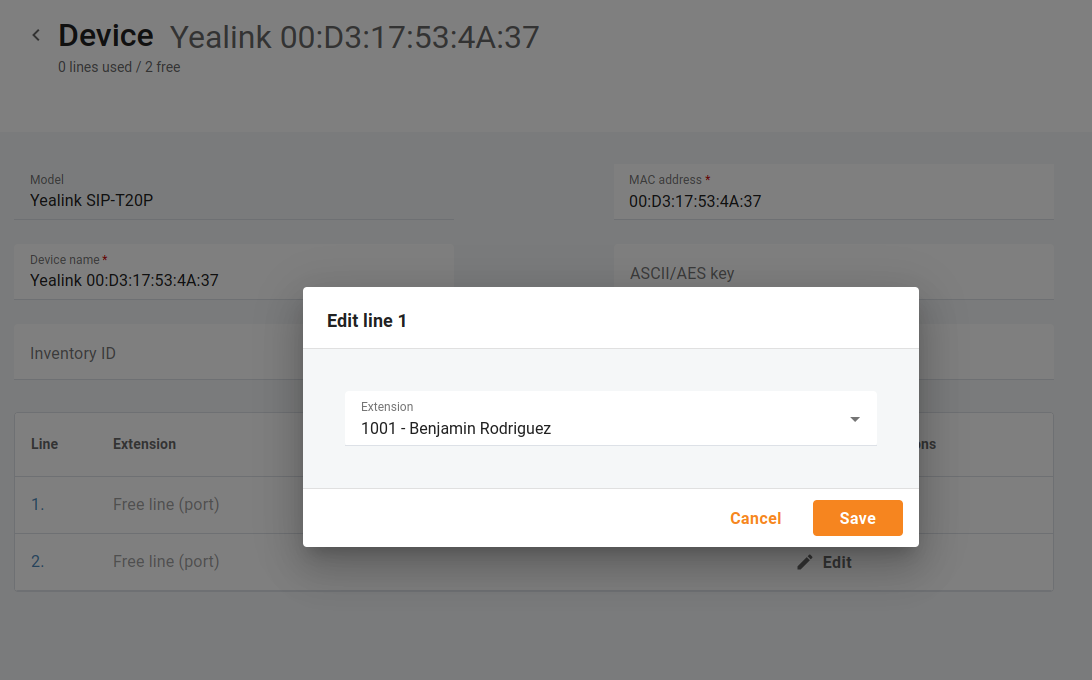 Device Yealink 00:D3:17:53:4A:37
0 lines used / 2 free
Model
Yealink SIP-T20P
MAC address *
00:D3:17:53:4A:37
Device name *
Yealink 00:D3:17:53:4A:37
ASCII/AES key
Inventory ID
Edit line 1
Extension
1001 - Benjamin Rodriguez
Cancel
Save
Line
Extension
1.
Free line (port)
2.
Free line (port)
Edit